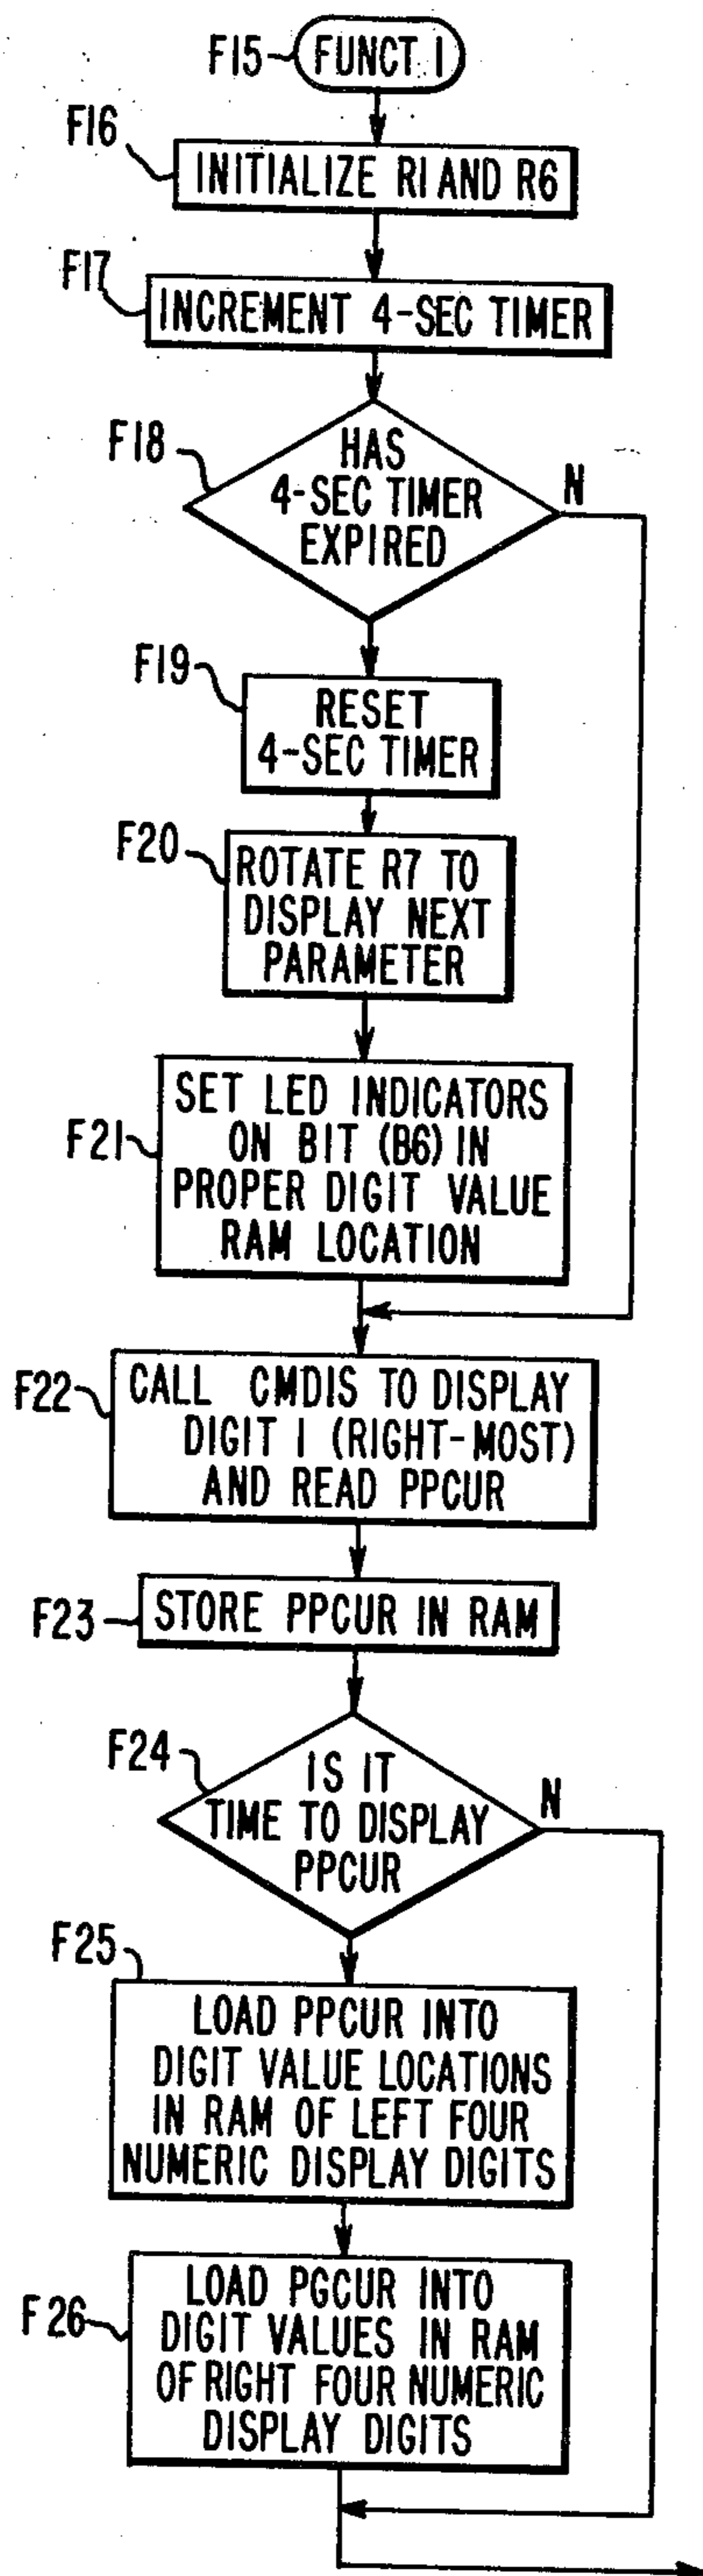 F15
FUNCT 1
F16
INITIALIZE R1 AND R6
F17
INCREMENT 4-SEC TIMER
F18
HAS
4-SEC TIMER
EXPIRED
N
F19
RESET
4-SEC TIMER
F20
ROTATE R7 TO
DISPLAY NEXT
PARAMETER
F21
SET LED INDICATORS
ON BIT (B6) IN
PROPER DIGIT VALUE
RAM LOCATION
F22
CALL CMDIS TO DISPLAY
DIGIT 1 (RIGHT-MOST)
AND READ PPCUR
F23
STORE PPCUR IN RAM
F24
IS IT
TIME TO DISPLAY
PPCUR
N
F25
LOAD PPCUR INTO
DIGIT VALUE LOCATIONS
IN RAM OF LEFT FOUR
NUMERIC DISPLAY DIGITS
F26
LOAD PGCUR INTO
DIGIT VALUES IN RAM
OF RIGHT FOUR NUMERIC
DISPLAY DIGITS